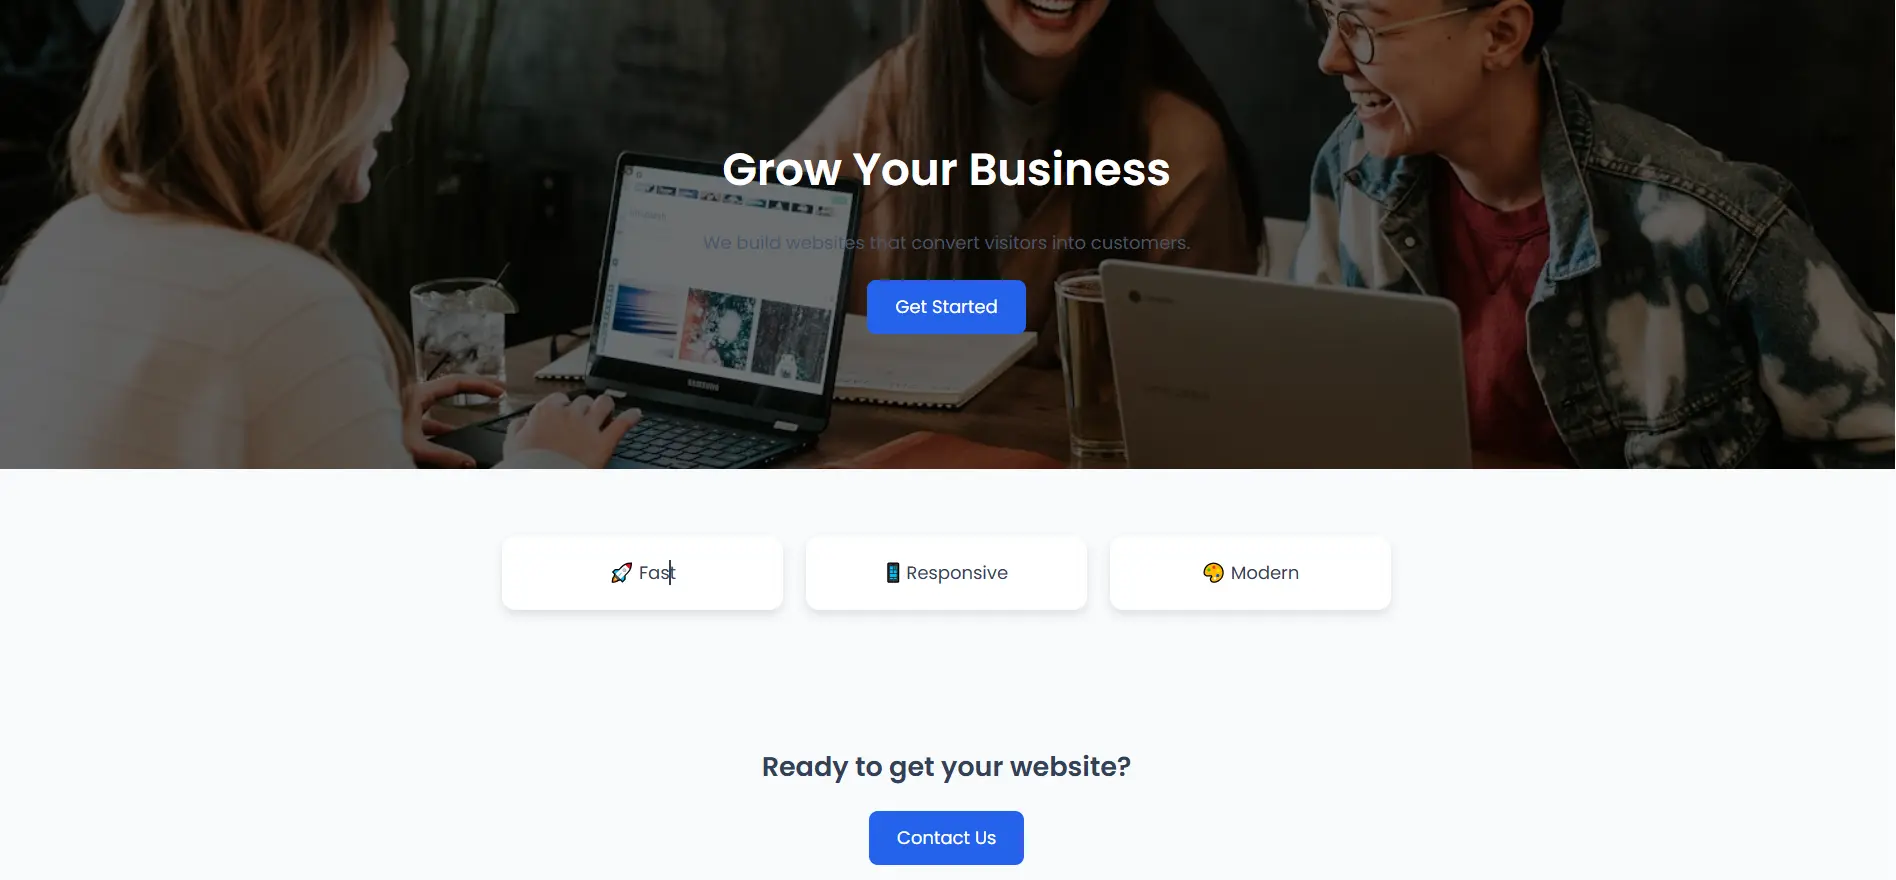 Grow Your Business
We build websites that convert visitors into customers.
Get Started
SAMSUNG
🚀 Fast
📱 Responsive
🎨 Modern
Ready to get your website?
Contact Us